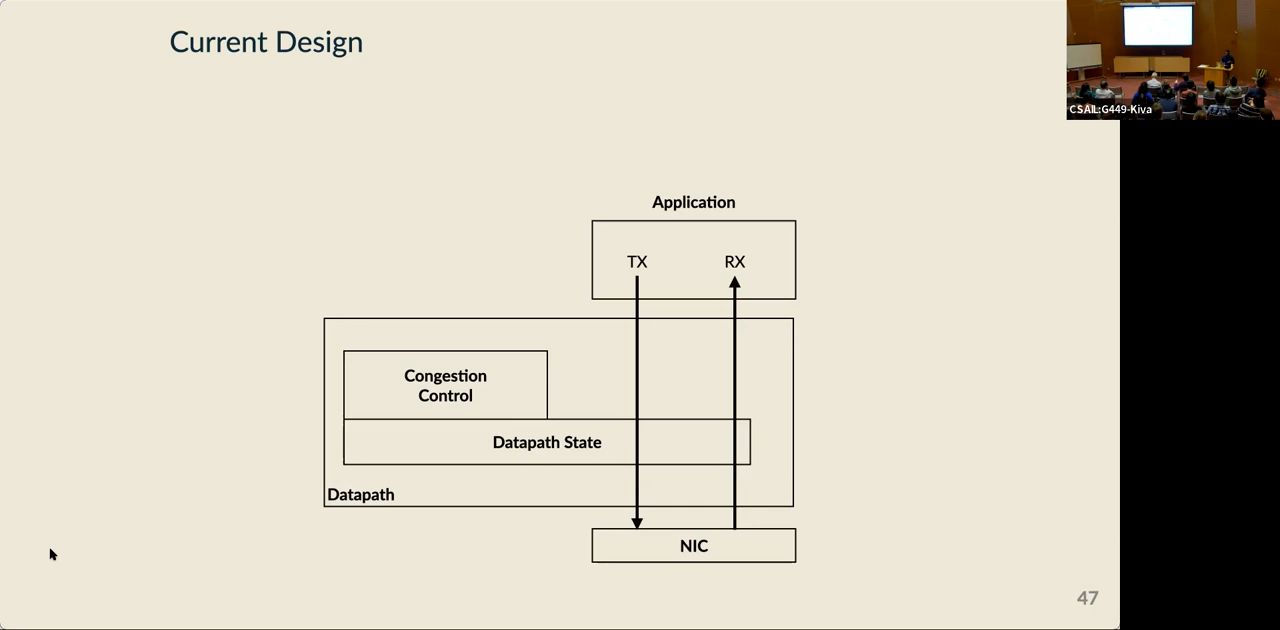 Current Design
CSAIL:G449-Kiva
Application
TX
RX
Congestion
Control
Datapath State
Datapath
NIC
47